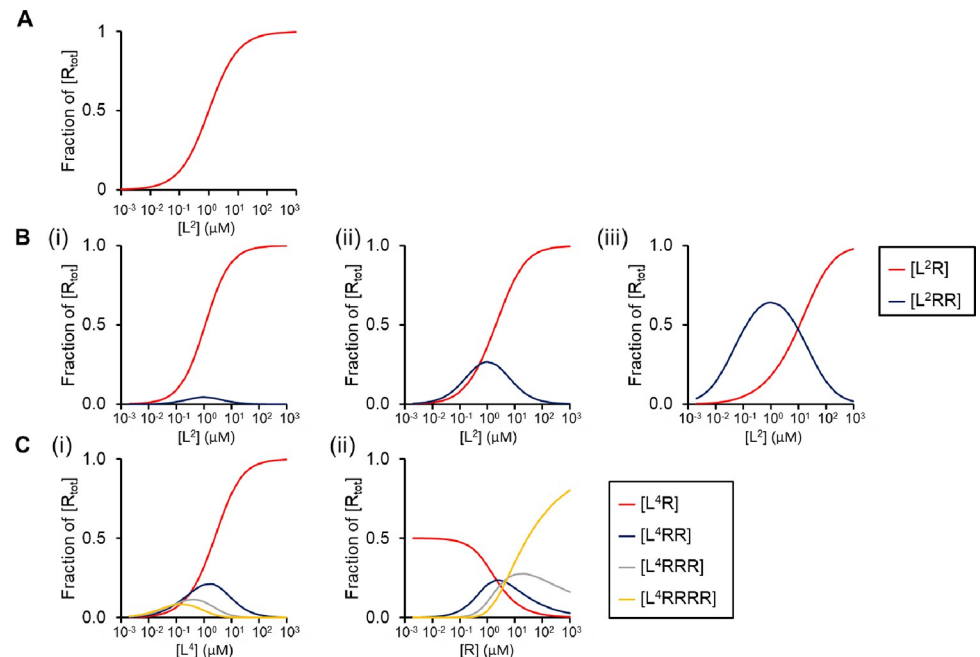 A
Fraction of [Rtot]
1
0.5
0
10⁻³ 10⁻² 10⁻¹ 10⁰ 10¹ 10² 10³
[L²] (μM)
B (i) (ii) (iii)
Fraction of [Rtot]
1.0
0.5
0.0
10⁻³ 10⁻² 10⁻¹ 10⁰ 10¹ 10² 10³
[L²] (μM)
Fraction of [Rtot]
1.0
0.5
0.0
10⁻³ 10⁻² 10⁻¹ 10⁰ 10¹ 10² 10³
[L²] (μM)
Fraction of [Rtot]
1.0
0.5
0.0
10⁻³ 10⁻² 10⁻¹ 10⁰ 10¹ 10² 10³
[L²] (μM)
[L²R]
[L²RR]
C (i) (ii)
Fraction of [Rtot]
1.0
0.5
0.0
10⁻³ 10⁻² 10⁻¹ 10⁰ 10¹ 10² 10³
[L⁴] (μM)
Fraction of [Rtot]
1.0
0.5
0.0
10⁻³ 10⁻² 10⁻¹ 10⁰ 10¹ 10² 10³
[R] (μM)
[L⁴R]
[L⁴RR]
[L⁴RRR]
[L⁴RRRR]